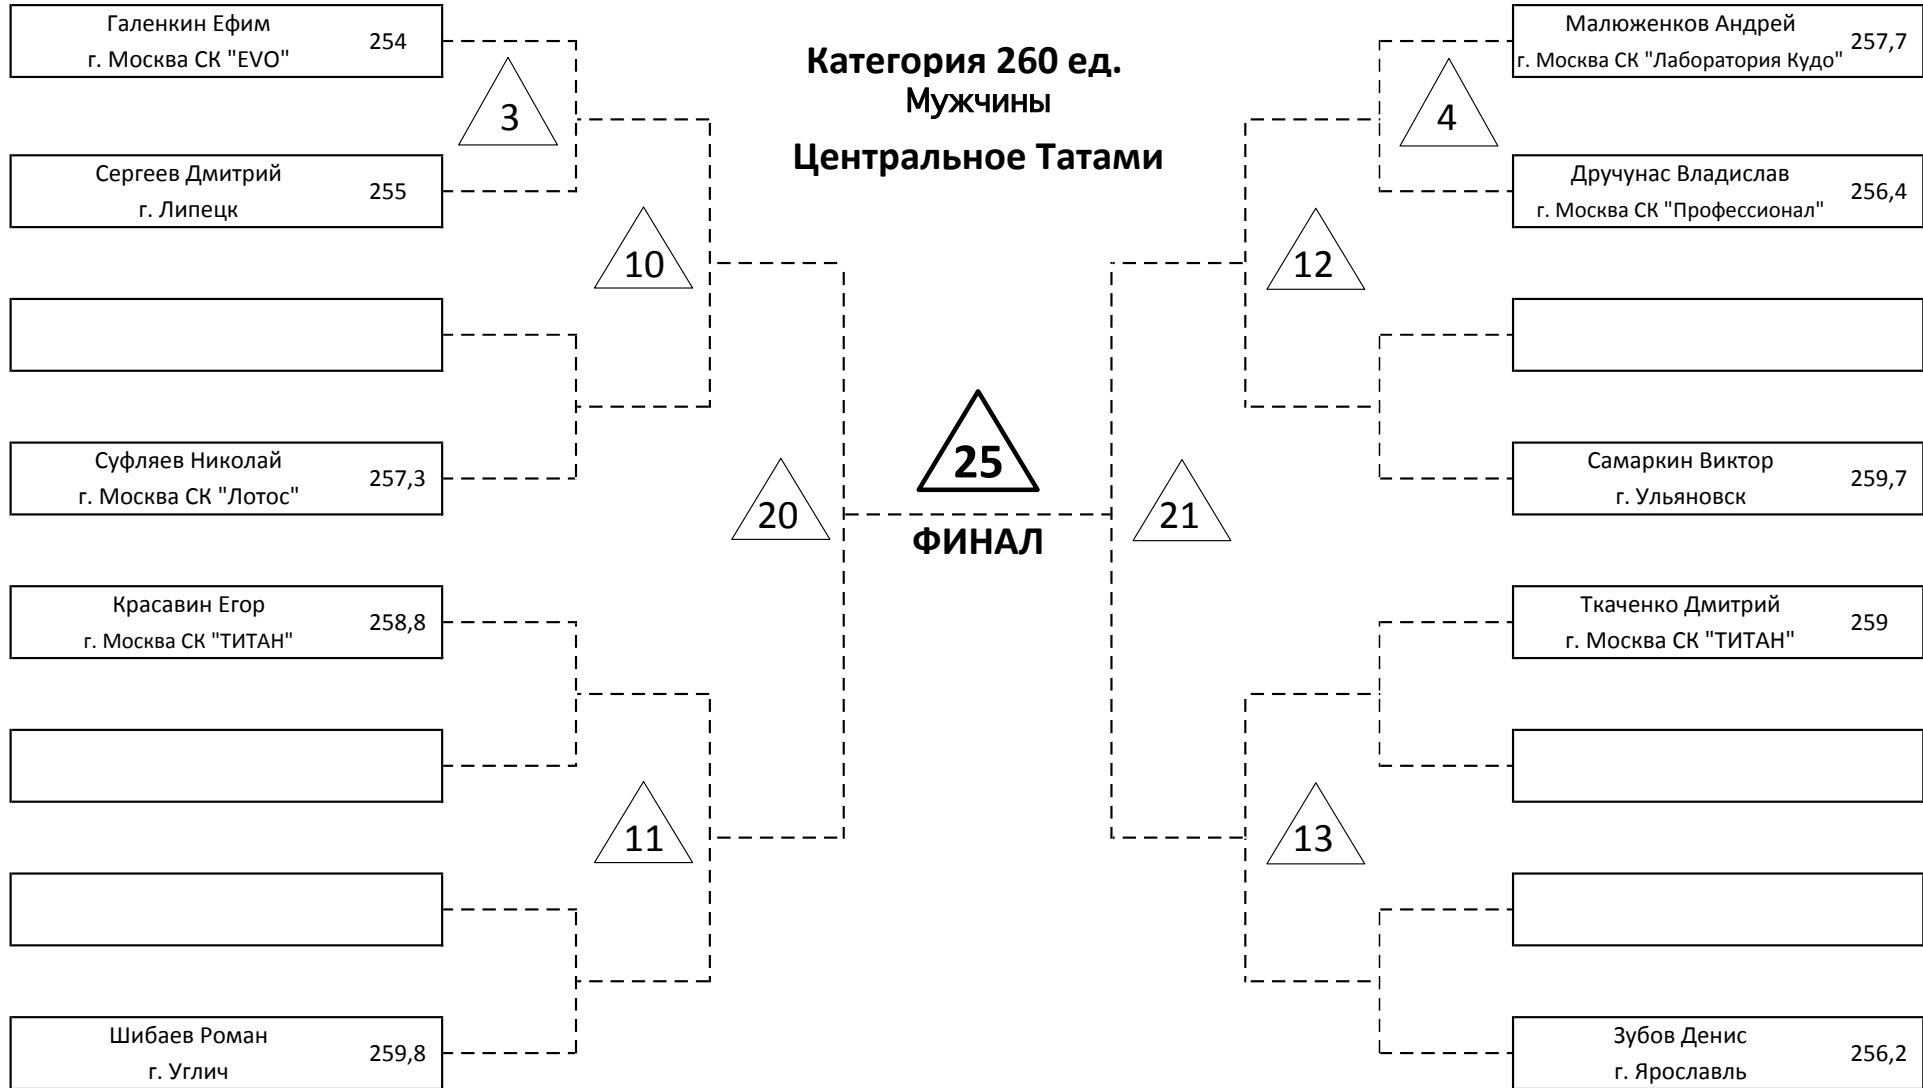 Галенкин Ефим
г. Москва СК "EVO"
254
3
Сергеев Дмитрий
г. Липецк
255
10
Суфляев Николай
г. Москва СК "Лотос"
257,3
20
Красавин Егор
г. Москва СК "ТИТАН"
258,8
11
Шибаев Роман
г. Углич
259,8
Категория 260 ед.
Мужчины
Центральное Татами
25
ФИНАЛ
Малюженков Андрей
г. Москва СК "Лаборатория Кудо"
257,7
4
Дручунас Владислав
г. Москва СК "Профессионал"
256,4
12
Самаркин Виктор
г. Ульяновск
259,7
21
Ткаченко Дмитрий
г. Москва СК "ТИТАН"
259
13
Зубов Денис
г. Ярославль
256,2